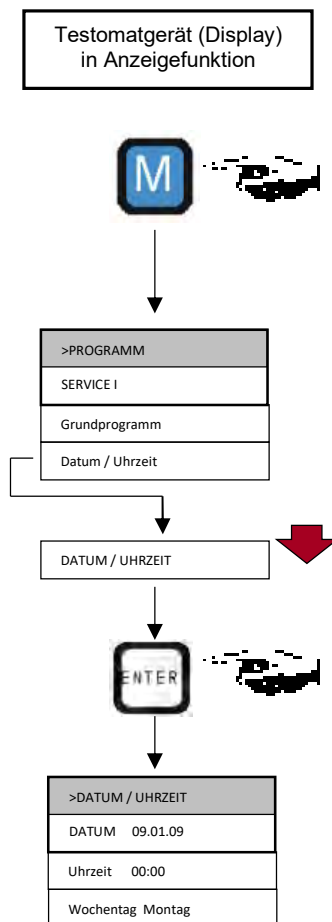 Testomatgerät (Display)
in Anzeigefunktion
M
>PROGRAMM
SERVICE I
Grundprogramm
Datum / Uhrzeit
DATUM / UHRZEIT
ENTER
>DATUM / UHRZEIT
DATUM 09.01.09
Uhrzeit 00:00
Wochentag Montag